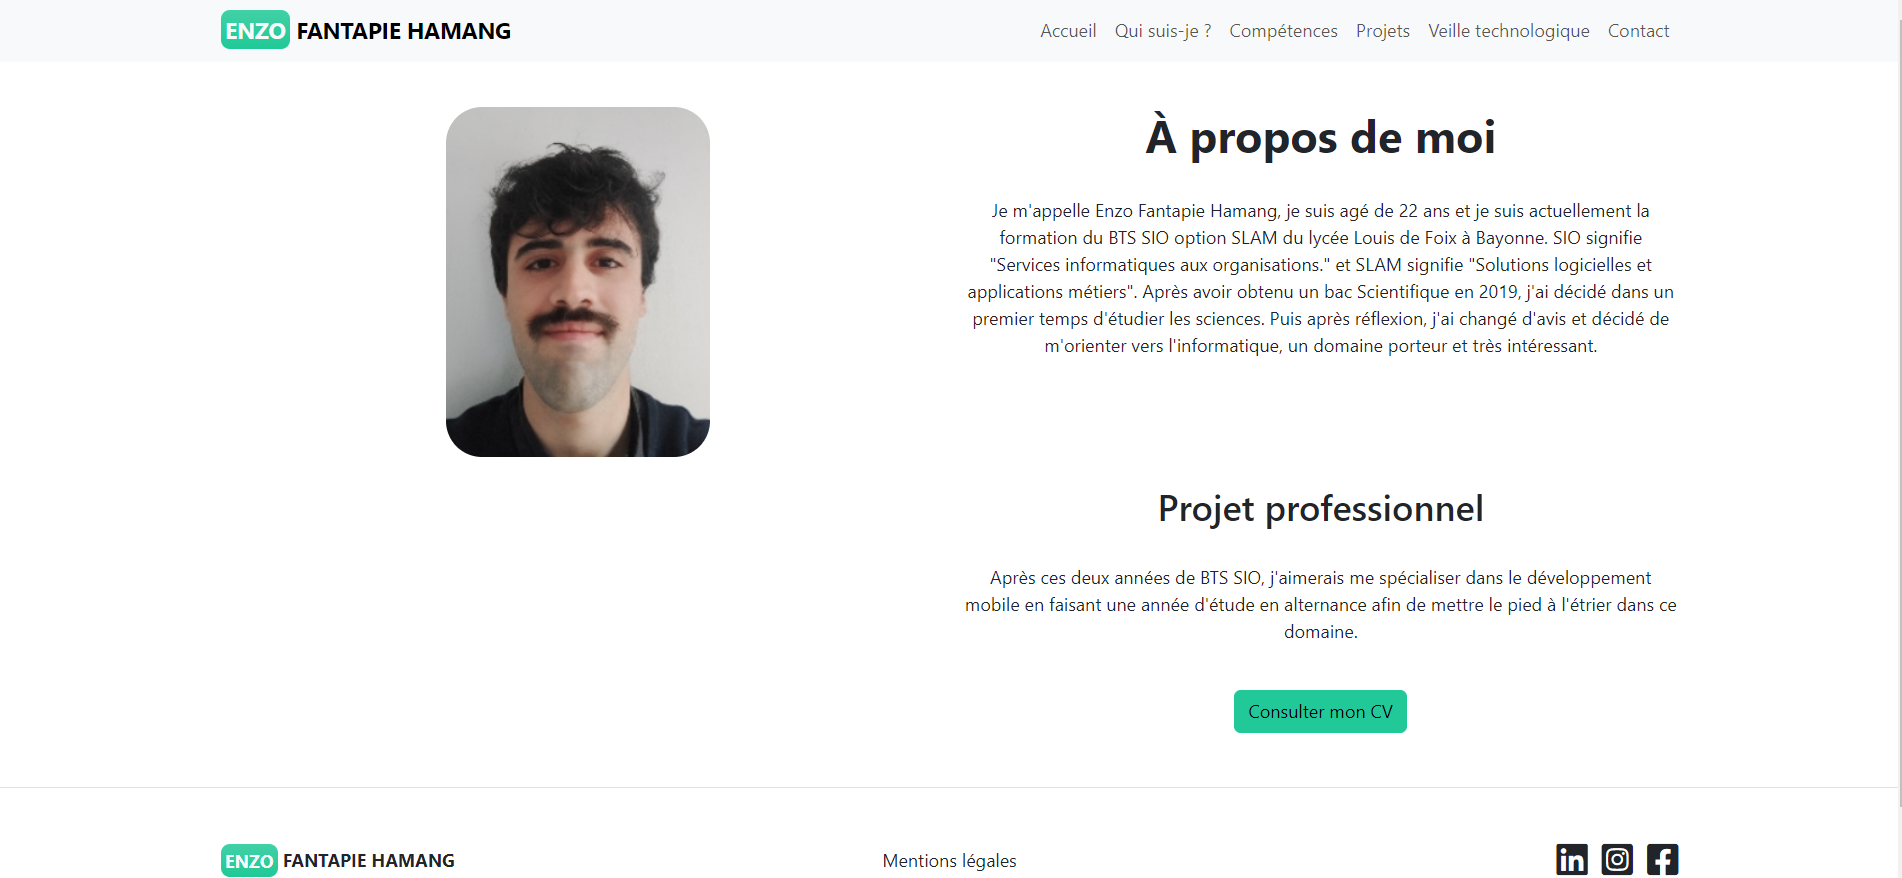 ENZO FANTAPIE HAMANG
Accueil Qui suis-je ? Compétences Projets Veille technologique Contact
À propos de moi
Je m'appelle Enzo Fantapie Hamang, je suis agé de 22 ans et je suis actuellement la
formation du BTS SIO option SLAM du lycée Louis de Foix à Bayonne. SIO signifie
"Services informatiques aux organisations." et SLAM signifie "Solutions logicielles et
applications métiers". Après avoir obtenu un bac Scientifique en 2019, j'ai décidé dans un
premier temps d'étudier les sciences. Puis après réflexion, j'ai changé d'avis et décidé de
m'orienter vers l'informatique, un domaine porteur et très intéressant.
Projet professionnel
Après ces deux années de BTS SIO, j'aimerais me spécialiser dans le développement
mobile en faisant une année d'étude en alternance afin de mettre le pied à l'étrier dans ce
domaine.
Consulter mon CV
ENZO FANTAPIE HAMANG
Mentions légales